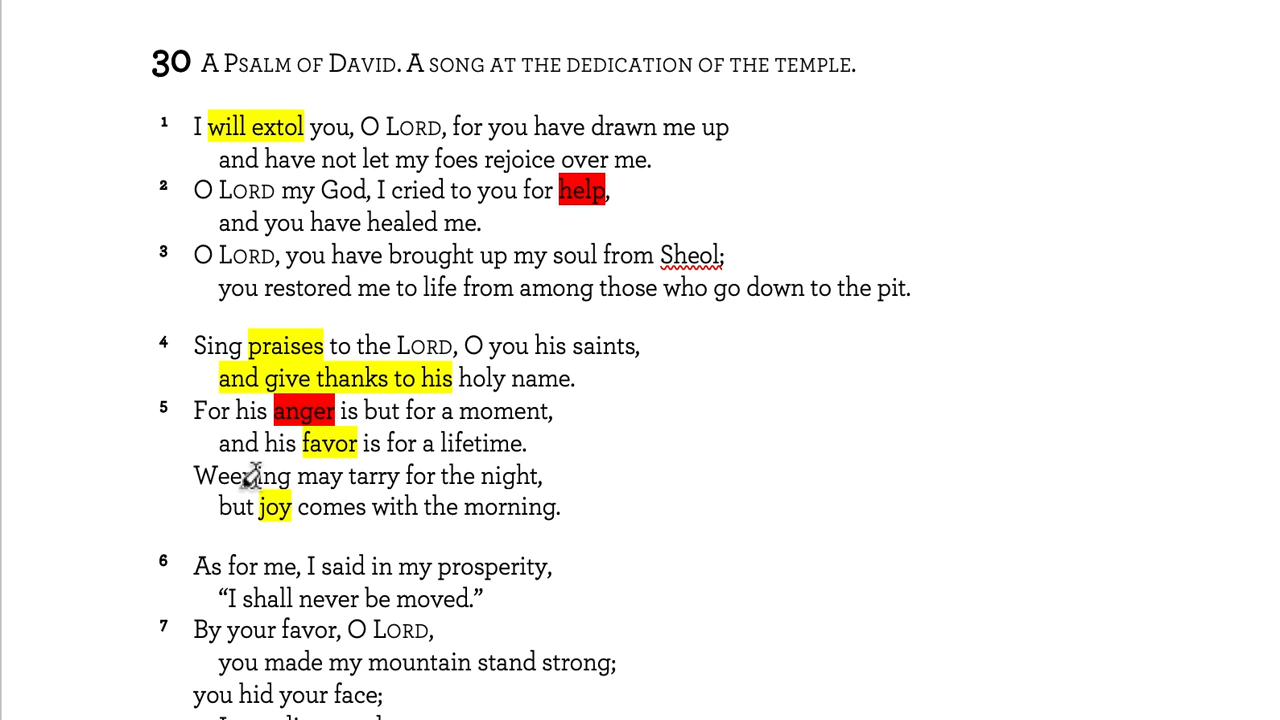 30 A Psalm of David. A song at the dedication of the temple.
1 I will extol you, O Lord, for you have drawn me up
and have not let my foes rejoice over me.
2 O Lord my God, I cried to you for help,
and you have healed me.
3 O Lord, you have brought up my soul from Sheol;
you restored me to life from among those who go down to the pit.
4 Sing praises to the Lord, O you his saints,
and give thanks to his holy name.
5 For his anger is but for a moment,
and his favor is for a lifetime.
Weeping may tarry for the night,
but joy comes with the morning.
6 As for me, I said in my prosperity,
“I shall never be moved.”
7 By your favor, O Lord,
you made my mountain stand strong;
you hid your face;